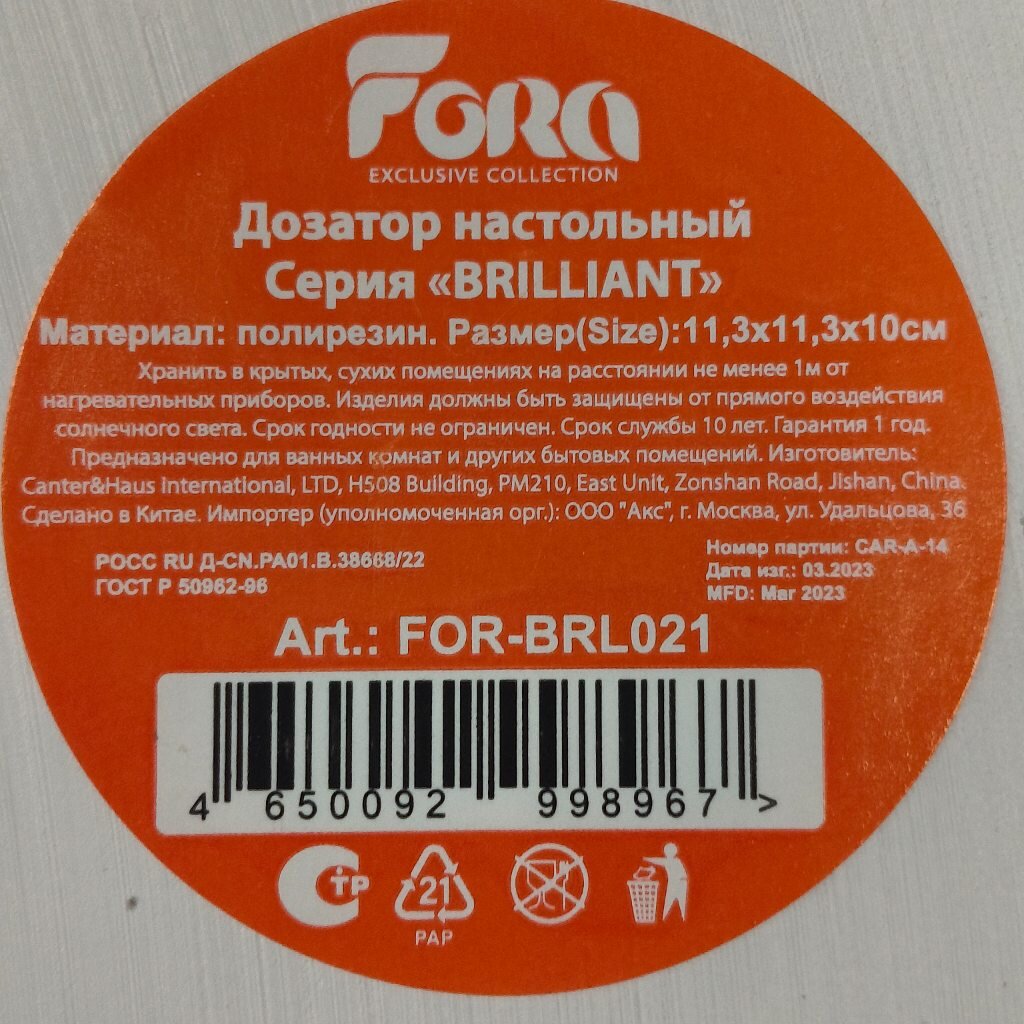 FORA
EXCLUSIVE COLLECTION
Дозатор настольный
Серия «BRILLIANT»
Материал: полирезин. Размер(Size):11,3х11,3х10см
Хранить в крытых, сухих помещениях на расстоянии не менее 1м от
нагревательных приборов. Изделия должны быть защищены от прямого воздействия
солнечного света. Срок годности не ограничен. Срок службы 10 лет. Гарантия 1 год.
Предназначено для ванных комнат и других бытовых помещений. Изготовитель:
Canter&Haus International, LTD, H508 Building, PM210, East Unit, Zonshan Road, Jishan, China.
Сделано в Китае. Импортер (уполномоченная орг.): ООО "Акс", г. Москва, ул. Удальцова, 36
РОСС RU Д-CN.РА01.В.38668/22
ГОСТ Р 50962-96
Номер партии: CAR-A-14
Дата изг.: 03.2023
MFD: Mar 2023
Art.: FOR-BRL021
4 650092 998967 >
СТР
21
PAP